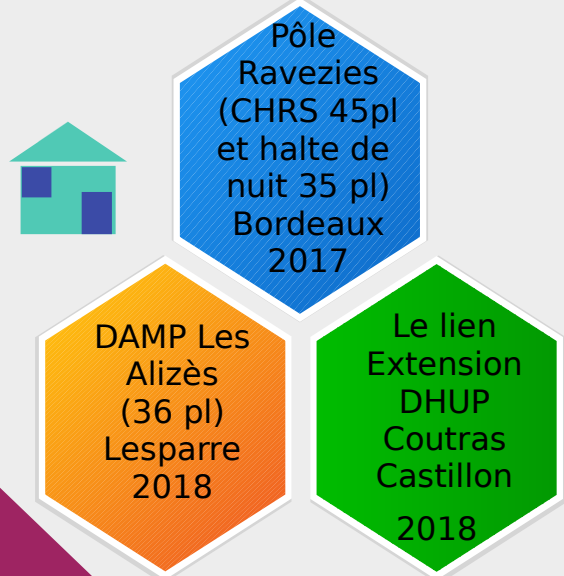 Pôle
Ravezies
(CHRS 45pl
et halte de
nuit 35 pl)
Bordeaux
2017
DAMP Les
Alizès
(36 pl)
Lesparre
2018
Le lien
Extension
DHUP
Coutras
Castillon
2018